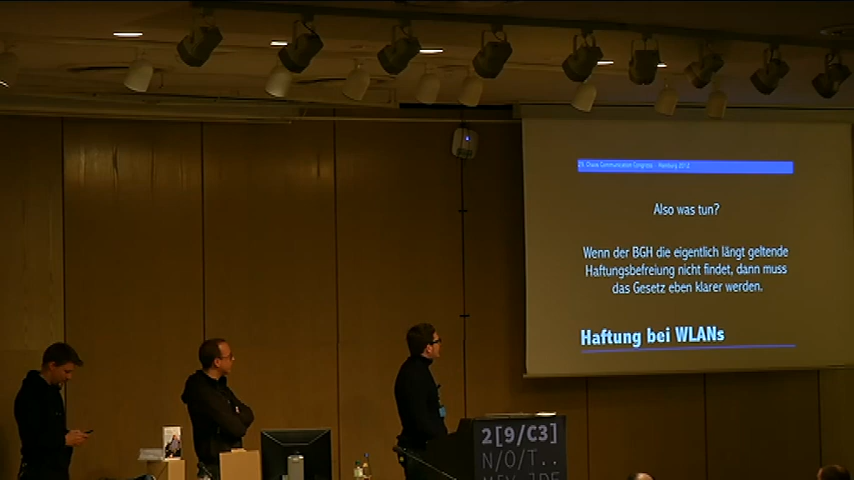 29. Chaos Communication Congress - Hamburg 2012
Also was tun?
Wenn der BGH die eigentlich längt geltende
Haftungsbefreiung nicht findet, dann muss
das Gesetz eben klarer werden.
Haftung bei WLANs
2[9/C3]
N/O/T..